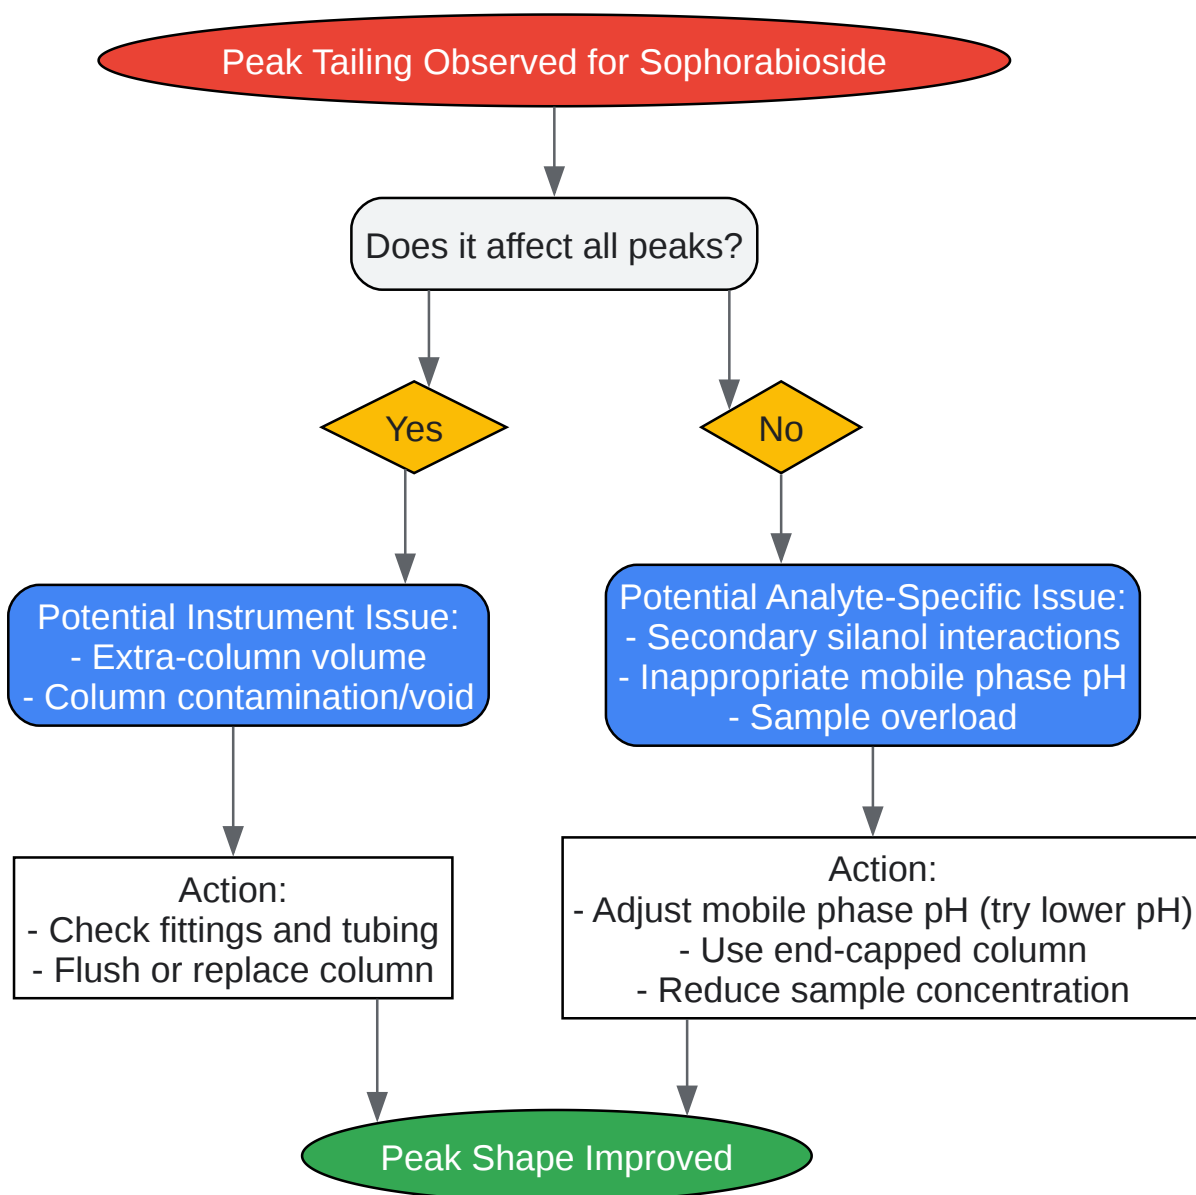 Peak Tailing Observed for Sophorabioside
Does it affect all peaks?
Yes
No
Potential Instrument Issue:
- Extra-column volume
- Column contamination/void
Potential Analyte-Specific Issue:
- Secondary silanol interactions
- Inappropriate mobile phase pH
- Sample overload
Action:
- Check fittings and tubing
- Flush or replace column
Action:
- Adjust mobile phase pH (try lower pH)
- Use end-capped column
- Reduce sample concentration
Peak Shape Improved